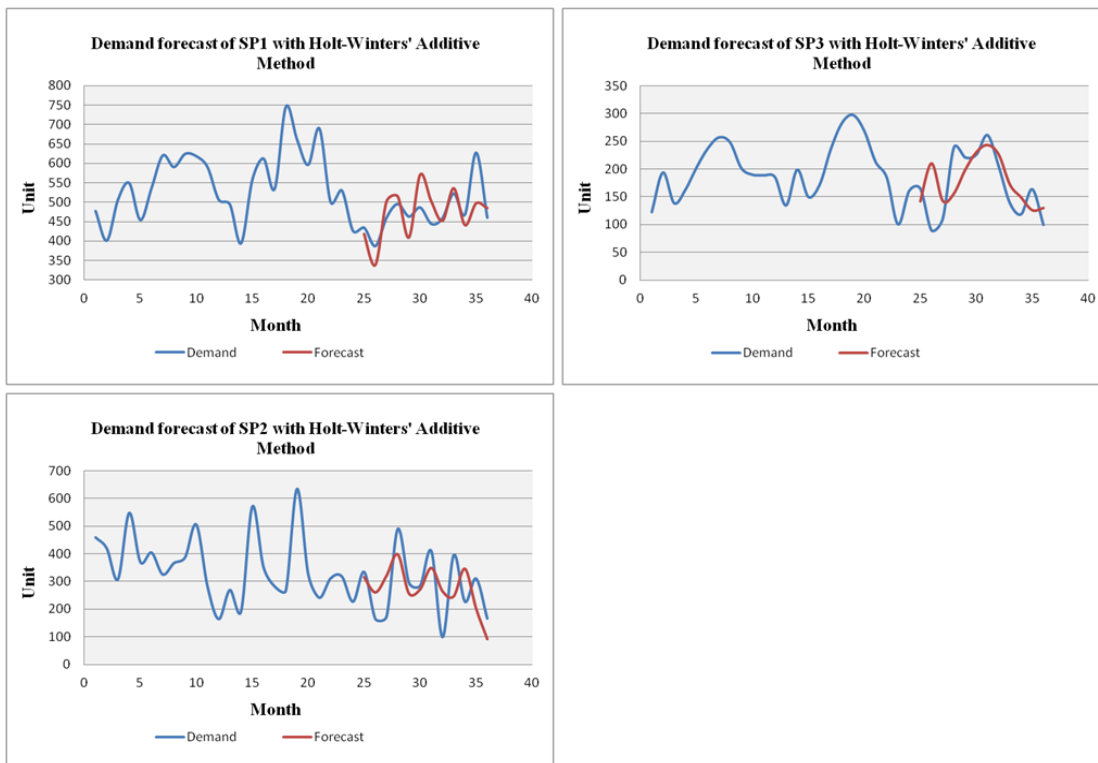 Demand forecast of SP1 with Holt-Winters' Additive
Method
800
750
700
650
600
550
500
450
400
350
300
Unit
0 5 10 15 20 25 30 35 40
Month
Demand Forecast
Demand forecast of SP3 with Holt-Winters' Additive
Method
350
300
250
200
150
100
50
0
Unit
0 5 10 15 20 25 30 35 40
Month
Demand Forecast
Demand forecast of SP2 with Holt-Winters' Additive
Method
700
600
500
400
300
200
100
0
Unit
0 5 10 15 20 25 30 35 40
Month
Demand Forecast